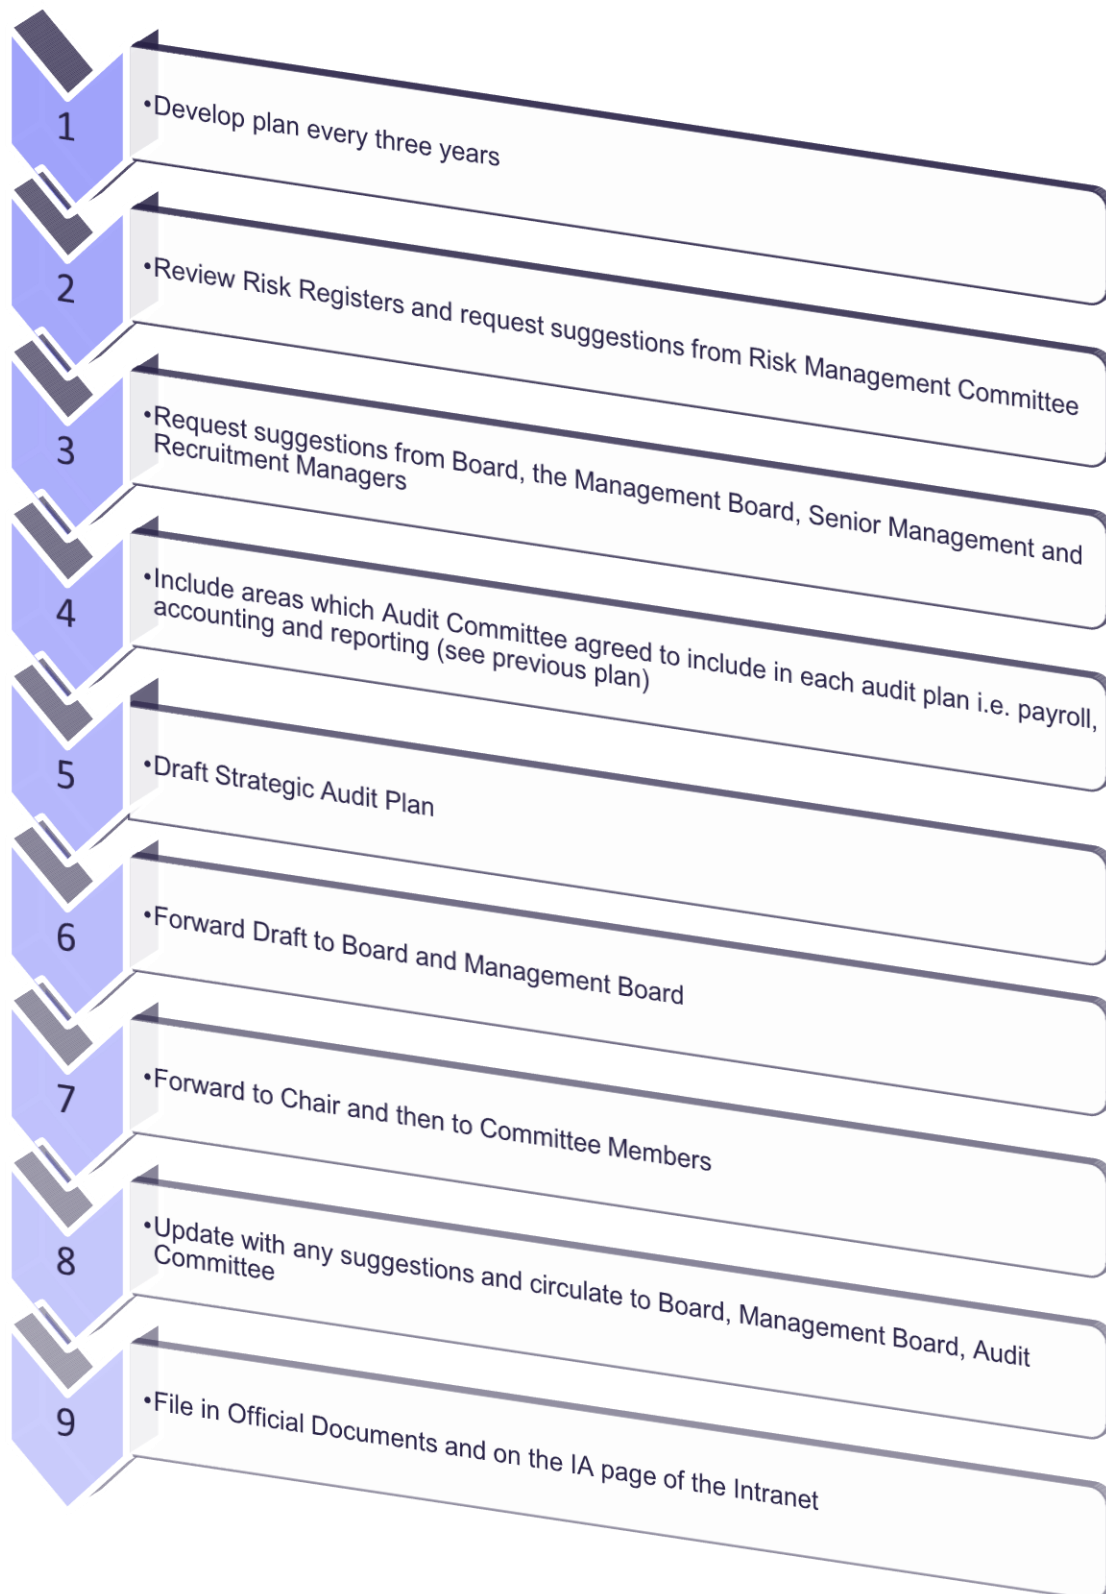 1
•Develop plan every three years
2
•Review Risk Registers and request suggestions from Risk Management Committee
3
•Request suggestions from Board, the Management Board, Senior Management and
Recruitment Managers
4
•Include areas which Audit Committee agreed to include in each audit plan i.e. payroll,
accounting and reporting (see previous plan)
5
•Draft Strategic Audit Plan
6
•Forward Draft to Board and Management Board
7
•Forward to Chair and then to Committee Members
8
•Update with any suggestions and circulate to Board, Management Board, Audit
Committee
9
•File in Official Documents and on the IA page of the Intranet